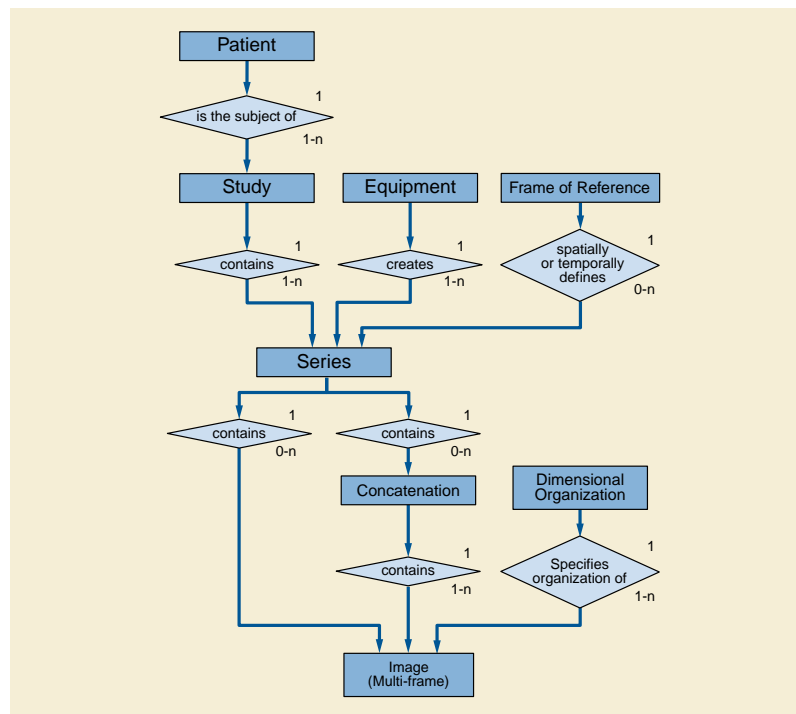 Patient
1
is the subject of
1-n
Study
Equipment
Frame of Reference
1
contains
1-n
1
creates
1-n
1
spatially
or temporally
defines
0-n
Series
1
contains
0-n
1
contains
0-n
Concatenation
Dimensional
Organization
1
contains
1-n
1
Specifies
organization of
1-n
Image
(Multi-frame)